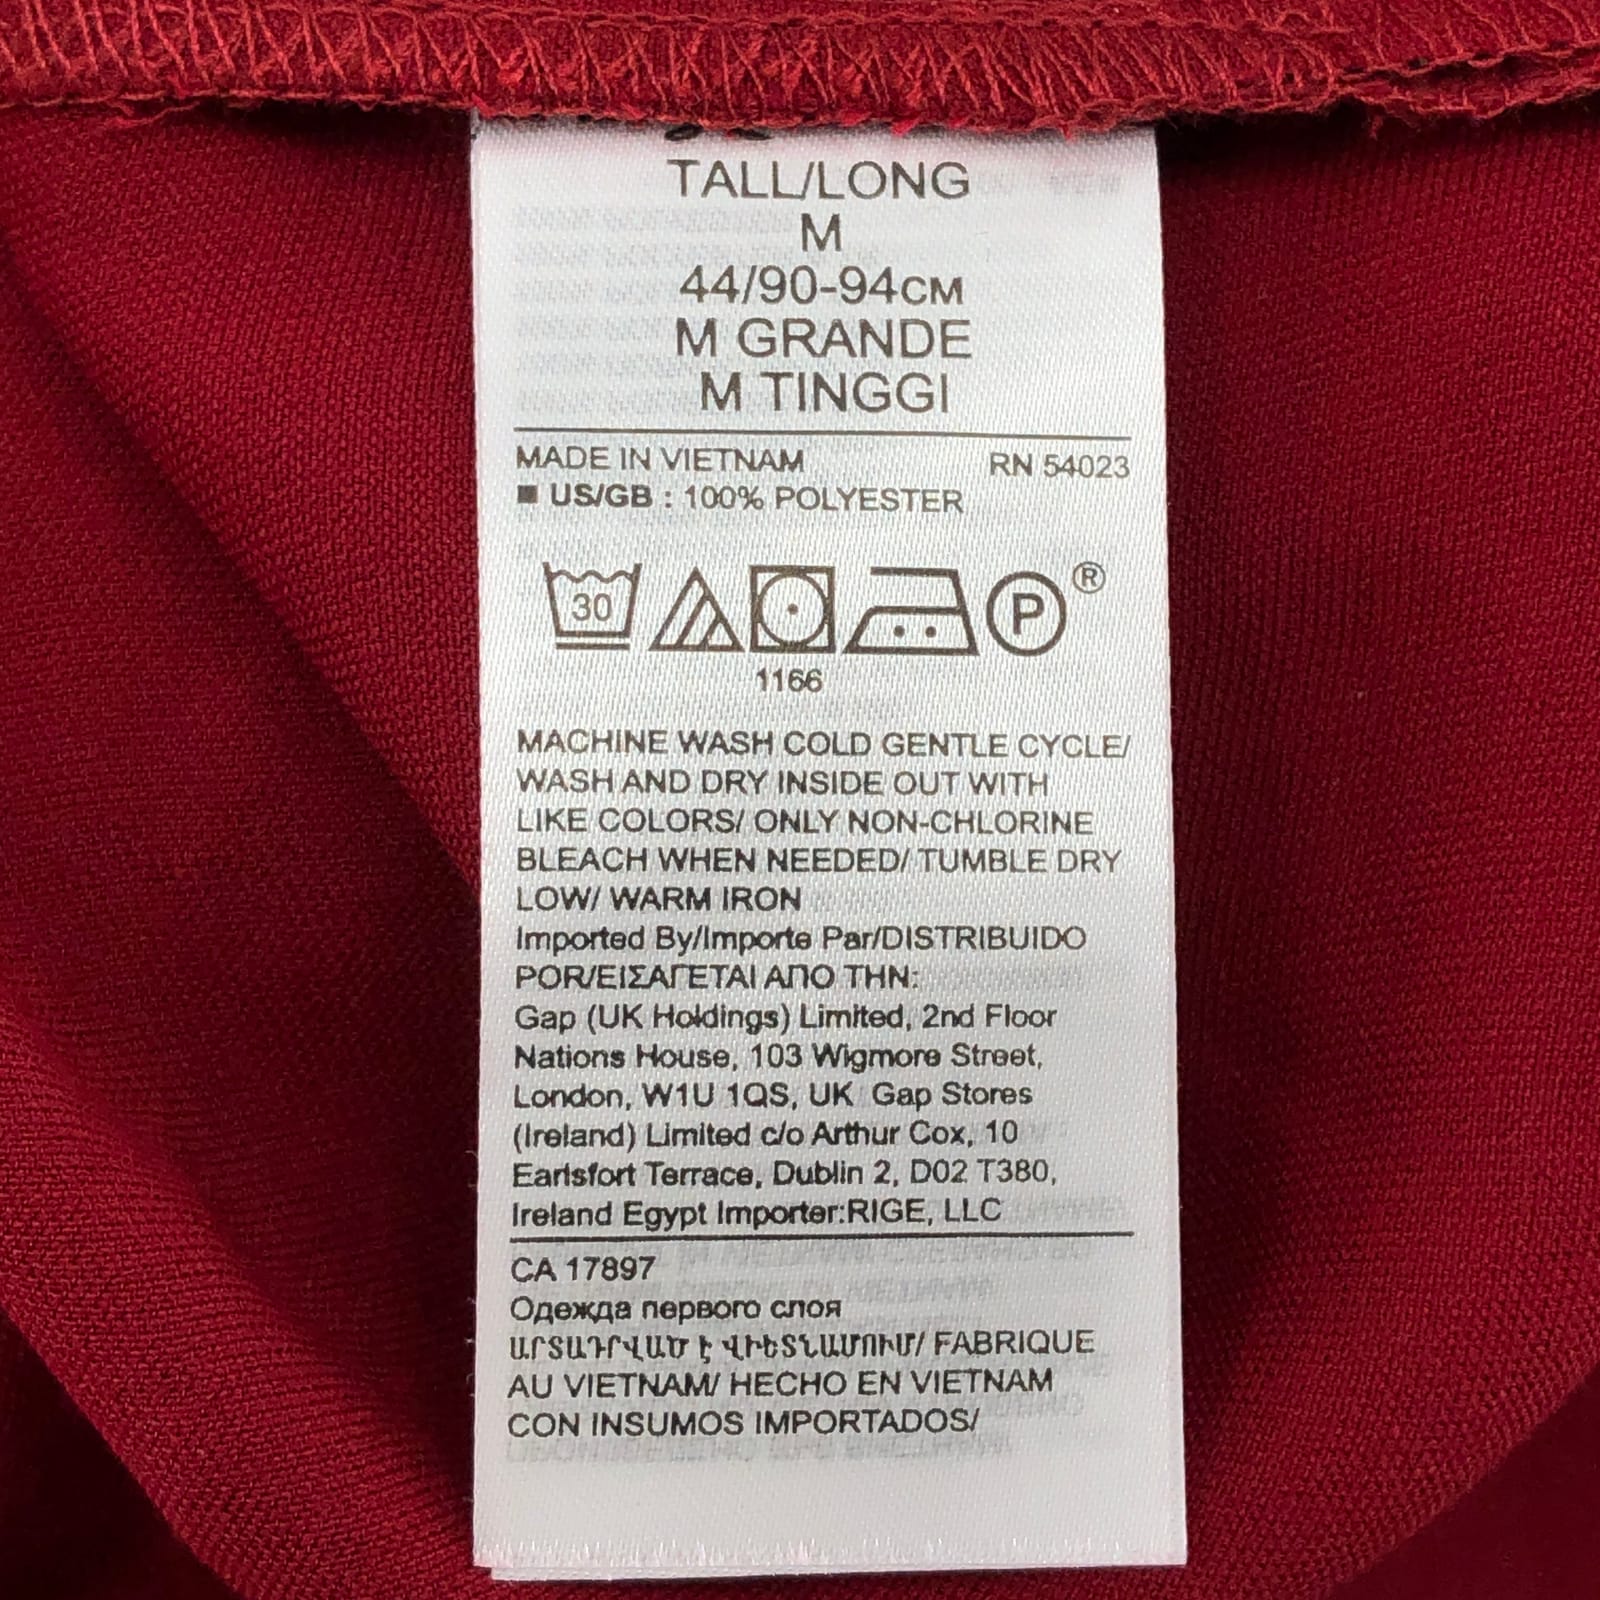 TALL/LONG
M
44/90-94CM
M GRANDE
M TINGGI
MADE IN VIETNAM RN 54023
■ US/GB : 100% POLYESTER
30 P ®
1166
MACHINE WASH COLD GENTLE CYCLE/
WASH AND DRY INSIDE OUT WITH
LIKE COLORS/ ONLY NON-CHLORINE
BLEACH WHEN NEEDED/ TUMBLE DRY
LOW/ WARM IRON
Imported By/Importe Par/DISTRIBUIDO
POR/ΕΙΣΑΓΕΤΑΙ ΑΠΟ ΤΗΝ:
Gap (UK Holdings) Limited, 2nd Floor
Nations House, 103 Wigmore Street,
London, W1U 1QS, UK Gap Stores
(Ireland) Limited c/o Arthur Cox, 10
Earlsfort Terrace, Dublin 2, D02 T380,
Ireland Egypt Importer:RIGE, LLC
CA 17897
Одежда первого слоя
ԱՐՏԱԴՐՎԱԾ Է ՎԻԵՏՆԱՄՈՒՄ/ FABRIQUE
AU VIETNAM/ HECHO EN VIETNAM
CON INSUMOS IMPORTADOS/